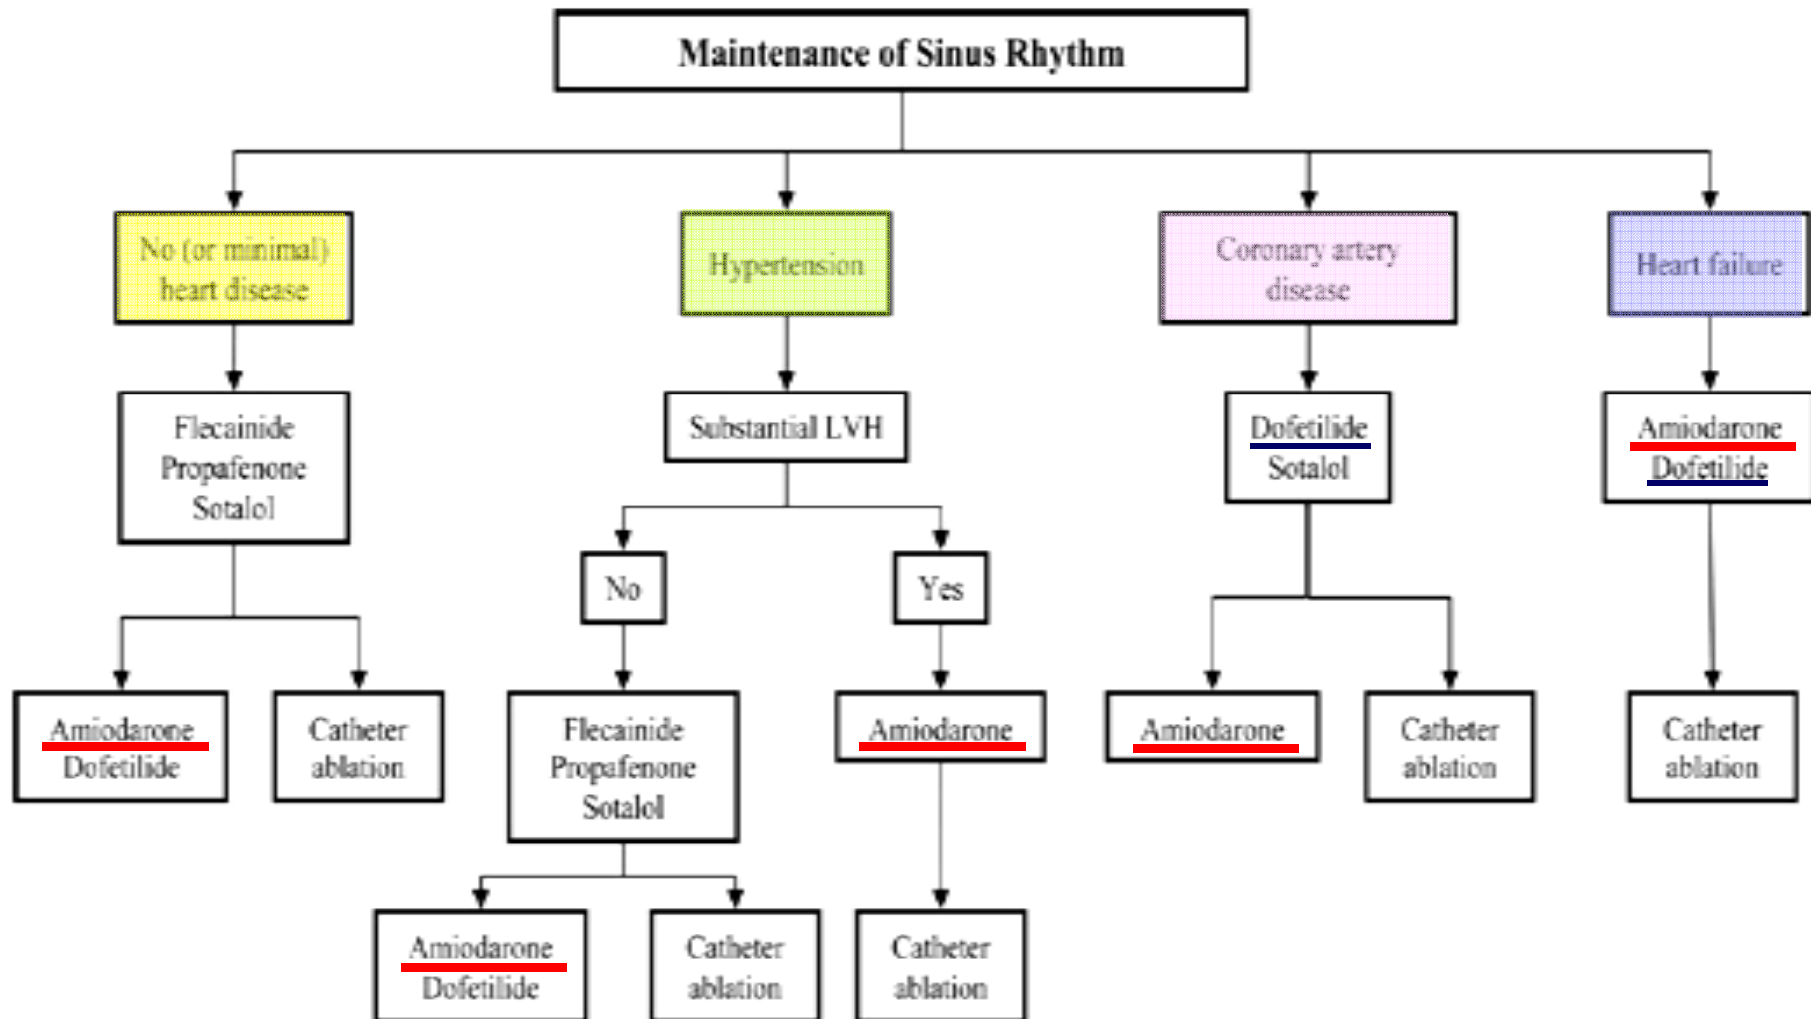 Maintenance of Sinus Rhythm
No (or minimal)
heart disease
Hypertension
Coronary artery
disease
Heart failure
Flecainide
Propafenone
Sotalol
Substantial LVH
Dofetilide
Sotalol
Amiodarone
Dofetilide
No
Yes
Amiodarone
Dofetilide
Catheter
ablation
Flecainide
Propafenone
Sotalol
Amiodarone
Amiodarone
Catheter
ablation
Catheter
ablation
Amiodarone
Dofetilide
Catheter
ablation
Catheter
ablation